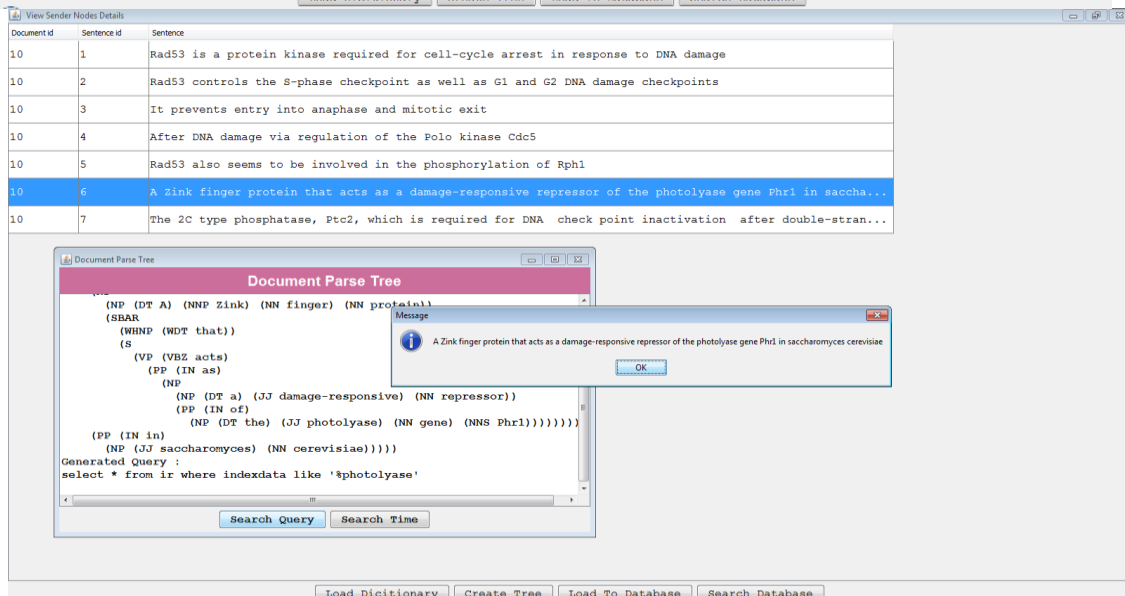 View Sender Nodes Details
Document id Sentence id Sentence
10 1 Rad53 is a protein kinase required for cell-cycle arrest in response to DNA damage
10 2 Rad53 controls the S-phase checkpoint as well as G1 and G2 DNA damage checkpoints
10 3 It prevents entry into anaphase and mitotic exit
10 4 After DNA damage via regulation of the Polo kinase Cdc5
10 5 Rad53 also seems to be involved in the phosphorylation of Rph1
10 6 A Zink finger protein that acts as a damage-responsive repressor of the photolyase gene Phr1 in saccha...
10 7 The 2C type phosphatase, Ptc2, which is required for DNA check point inactivation after double-stran...
Document Parse Tree
Document Parse Tree
(NP (DT A) (NNP Zink) (NN finger) (NN protein))
(SBAR
(WHNP (WDT that))
(S
(VP (VBZ acts)
(PP (IN as)
(NP
(NP (DT a) (JJ damage-responsive) (NN repressor))
(PP (IN of)
(NP (DT the) (JJ photolyase) (NN gene) (NNS Phr1))))))))
(PP (IN in)
(NP (JJ saccharomyces) (NN cerevisiae)))))
Generated Query :
select * from ir where indexdata like '%photolyase'
Search Query Search Time
Message
A Zink finger protein that acts as a damage-responsive repressor of the photolyase gene Phr1 in saccharomyces cerevisiae
OK
Load Dicitionary Create Tree Load To Database Search Database